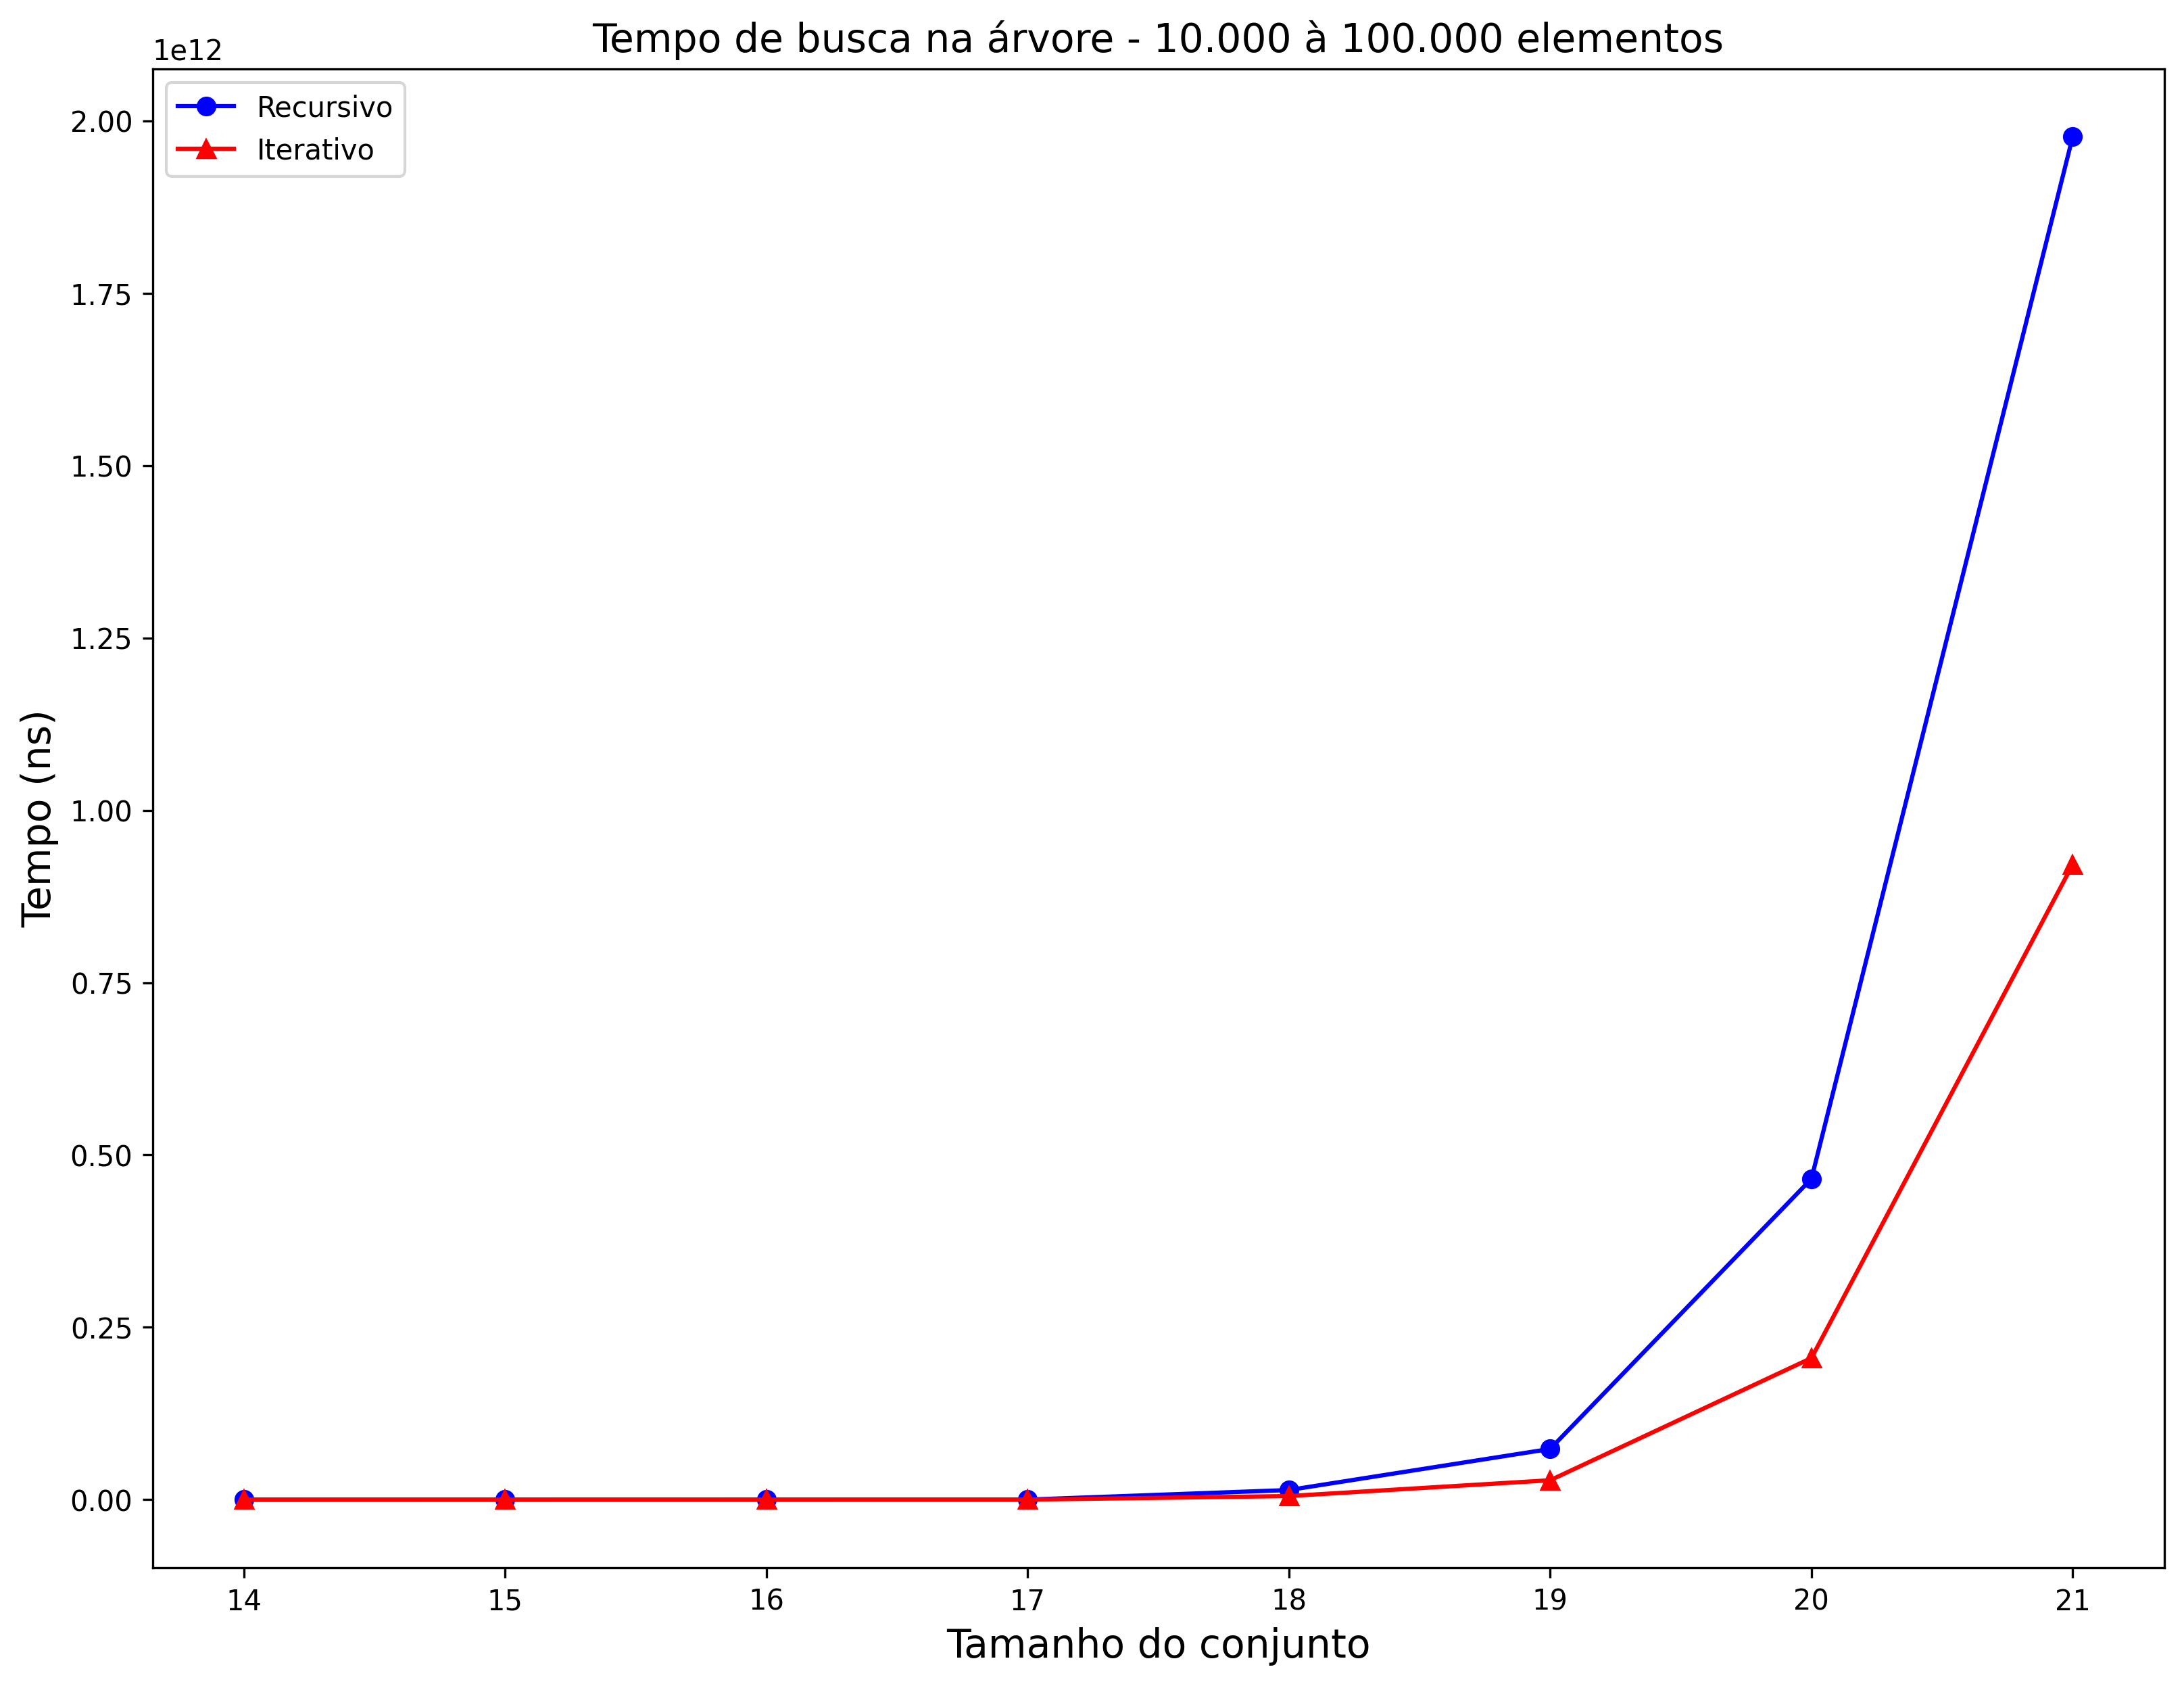 Tempo de busca na árvore - 10.000 à 100.000 elementos
1e12
Recursivo
Iterativo
2.00
1.75
1.50
1.25
1.00
0.75
0.50
0.25
0.00
Tempo (ns)
14 15 16 17 18 19 20 21
Tamanho do conjunto